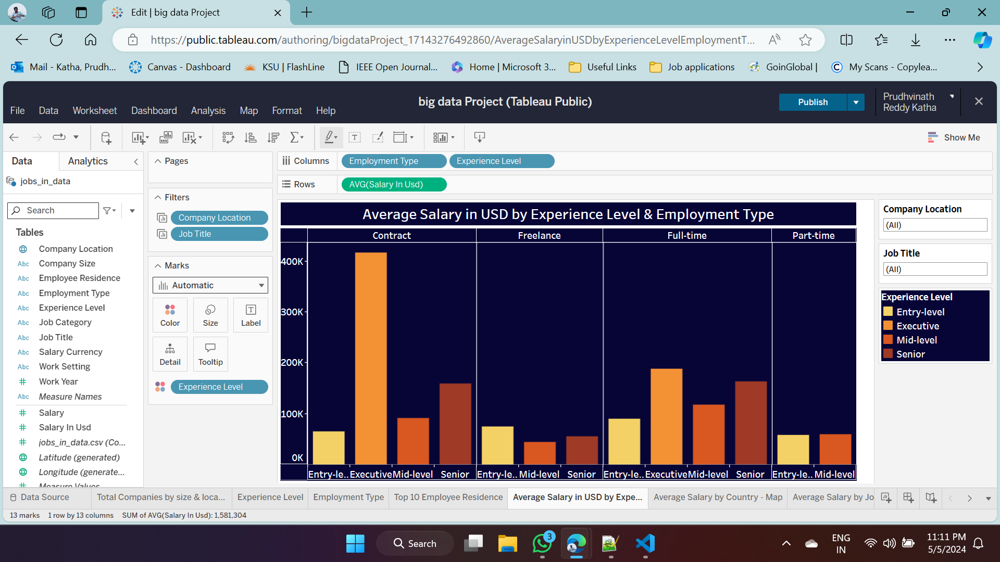 Edit | big data Project
https://public.tableau.com/authoring/bigdataProject_17143276492860/AverageSalaryinUSDbyExperienceLevelEmploymentT...
Mail - Katha, Prudh... Canvas - Dashboard KSU | FlashLine IEEE Open Journal... Home | Microsoft 3... Useful Links Job applications GoinGlobal | My Scans - Copylea...
big data Project (Tableau Public)
Publish
Prudhvinath
Reddy Katha
File Data Worksheet Dashboard Analysis Map Format Help
Show Me
Data Analytics
jobs_in_data
Search
Tables
Company Location
Abc Company Size
Abc Employee Residence
Abc Employment Type
Abc Experience Level
Abc Job Category
Abc Job Title
Abc Salary Currency
Abc Work Setting
Work Year
Abc Measure Names
Salary
Salary In Usd
jobs_in_data.csv (Co...
Latitude (generated)
Longitude (generate...
Measure Values
Pages
Filters
Company Location
Job Title
Marks
Automatic
Color Size Label
Detail Tooltip
Experience Level
Columns Employment Type Experience Level
Rows AVG(Salary In Usd)
Average Salary in USD by Experience Level & Employment Type
Contract Freelance Full-time Part-time
400K
300K
200K
100K
0K
Entry-le.. Executive Mid-level Senior Entry-le.. Mid-level Senior Entry-le.. Executive Mid-level Senior Entry-le.. Mid-level
Company Location
(All)
Job Title
(All)
Experience Level
Entry-level
Executive
Mid-level
Senior
Data Source Total Companies by size & loca... Experience Level Employment Type Top 10 Employee Residence Average Salary in USD by Expe... Average Salary by Country - Map Average Salary by Jo
13 marks 1 row by 13 columns SUM of AVG(Salary In Usd): 1,581,304
Search
3
ENG
IN
11:11 PM
5/5/2024